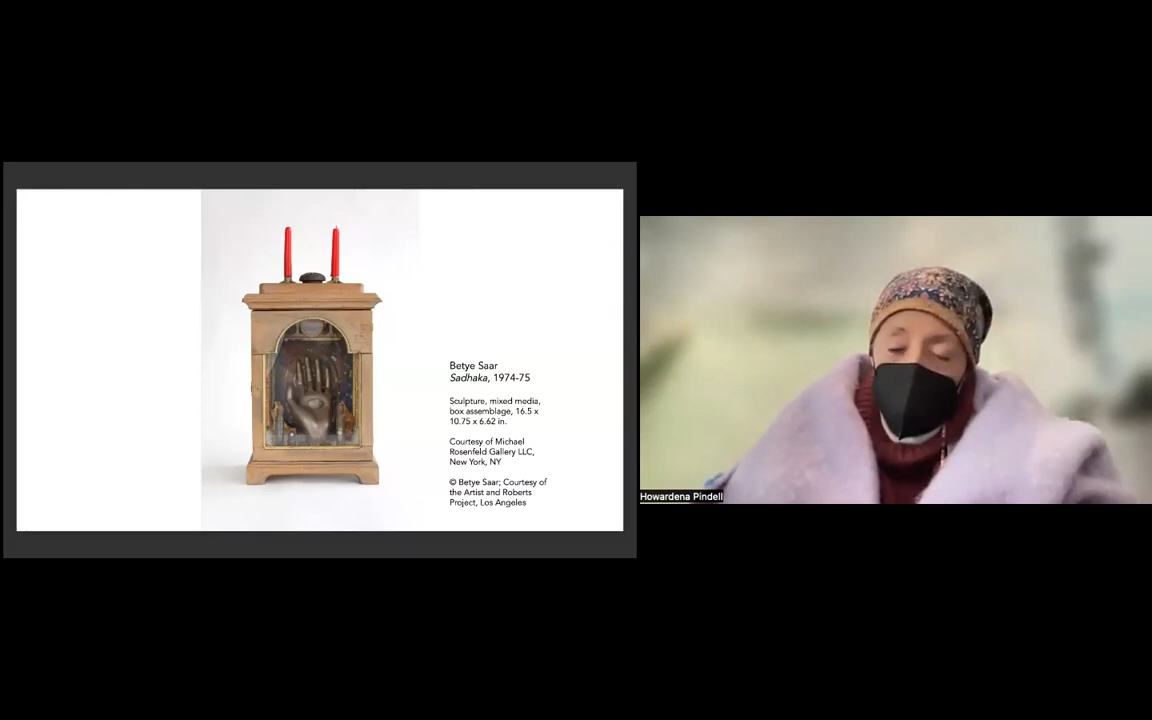 Betye Saar
Sadhaka, 1974-75
Sculpture, mixed media,
box assemblage, 16.5 x
10.75 x 6.62 in.
Courtesy of Michael
Rosenfeld Gallery LLC,
New York, NY
© Betye Saar; Courtesy of
the Artist and Roberts
Project, Los Angeles
Howardena Pindell